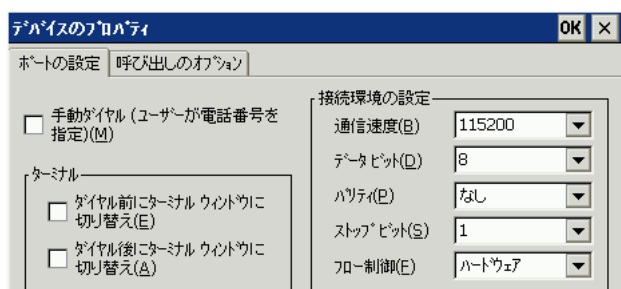 ﾃﾞﾊﾞｲｽのﾌﾟﾛﾊﾟﾃｨ OK ×
ﾎﾟｰﾄの設定 呼び出しのｵﾌﾟｼｮﾝ
手動ﾀﾞｲﾔﾙ (ﾕｰｻﾞｰが電話番号を
指定)(M)
ﾀｰﾐﾅﾙ
ﾀﾞｲﾔﾙ前にﾀｰﾐﾅﾙ ｳｨﾝﾄﾞｳに
切り替え(E)
ﾀﾞｲﾔﾙ後にﾀｰﾐﾅﾙ ｳｨﾝﾄﾞｳに
切り替え(A)
接続環境の設定
通信速度(B) 115200
ﾃﾞｰﾀ ﾋﾞｯﾄ(D) 8
ﾊﾟﾘﾃｨ(P) なし
ｽﾄｯﾌﾟ ﾋﾞｯﾄ(S) 1
ﾌﾛｰ制御(F) ﾊｰﾄﾞｳｪｱ